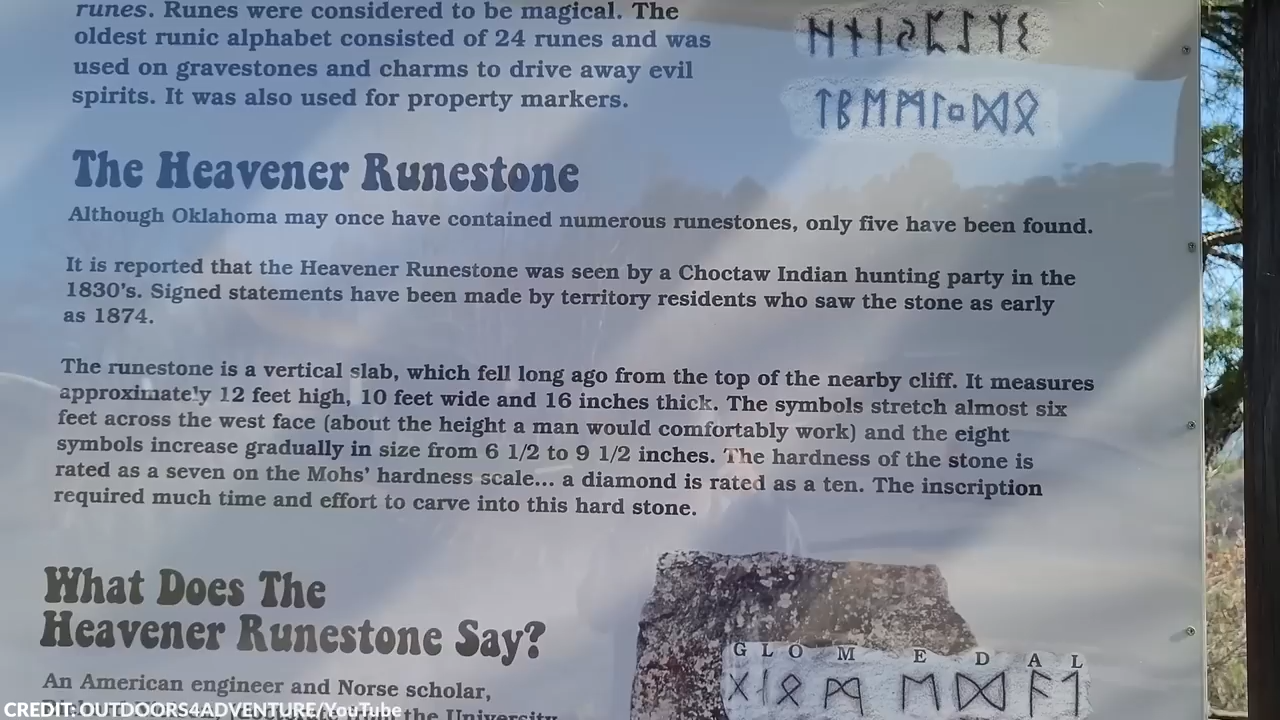 runes. Runes were considered to be magical. The
oldest runic alphabet consisted of 24 runes and was
used on gravestones and charms to drive away evil
spirits. It was also used for property markers.
ᛏᛒᛖᛗᛚᛜᛞᛟ
The Heavener Runestone
Although Oklahoma may once have contained numerous runestones, only five have been found.
It is reported that the Heavener Runestone was seen by a Choctaw Indian hunting party in the
1830's. Signed statements have been made by territory residents who saw the stone as early
as 1874.
The runestone is a vertical slab, which fell long ago from the top of the nearby cliff. It measures
approximately 12 feet high, 10 feet wide and 16 inches thick. The symbols stretch almost six
feet across the west face (about the height a man would comfortably work) and the eight
symbols increase gradually in size from 6 1/2 to 9 1/2 inches. The hardness of the stone is
rated as a seven on the Mohs' hardness scale... a diamond is rated as a ten. The inscription
required much time and effort to carve into this hard stone.
What Does The
Heavener Runestone Say?
G L O M E D A L
An American engineer and Norse scholar,
the University
CREDIT: OUTDOORS4ADVENTURE/YouTube